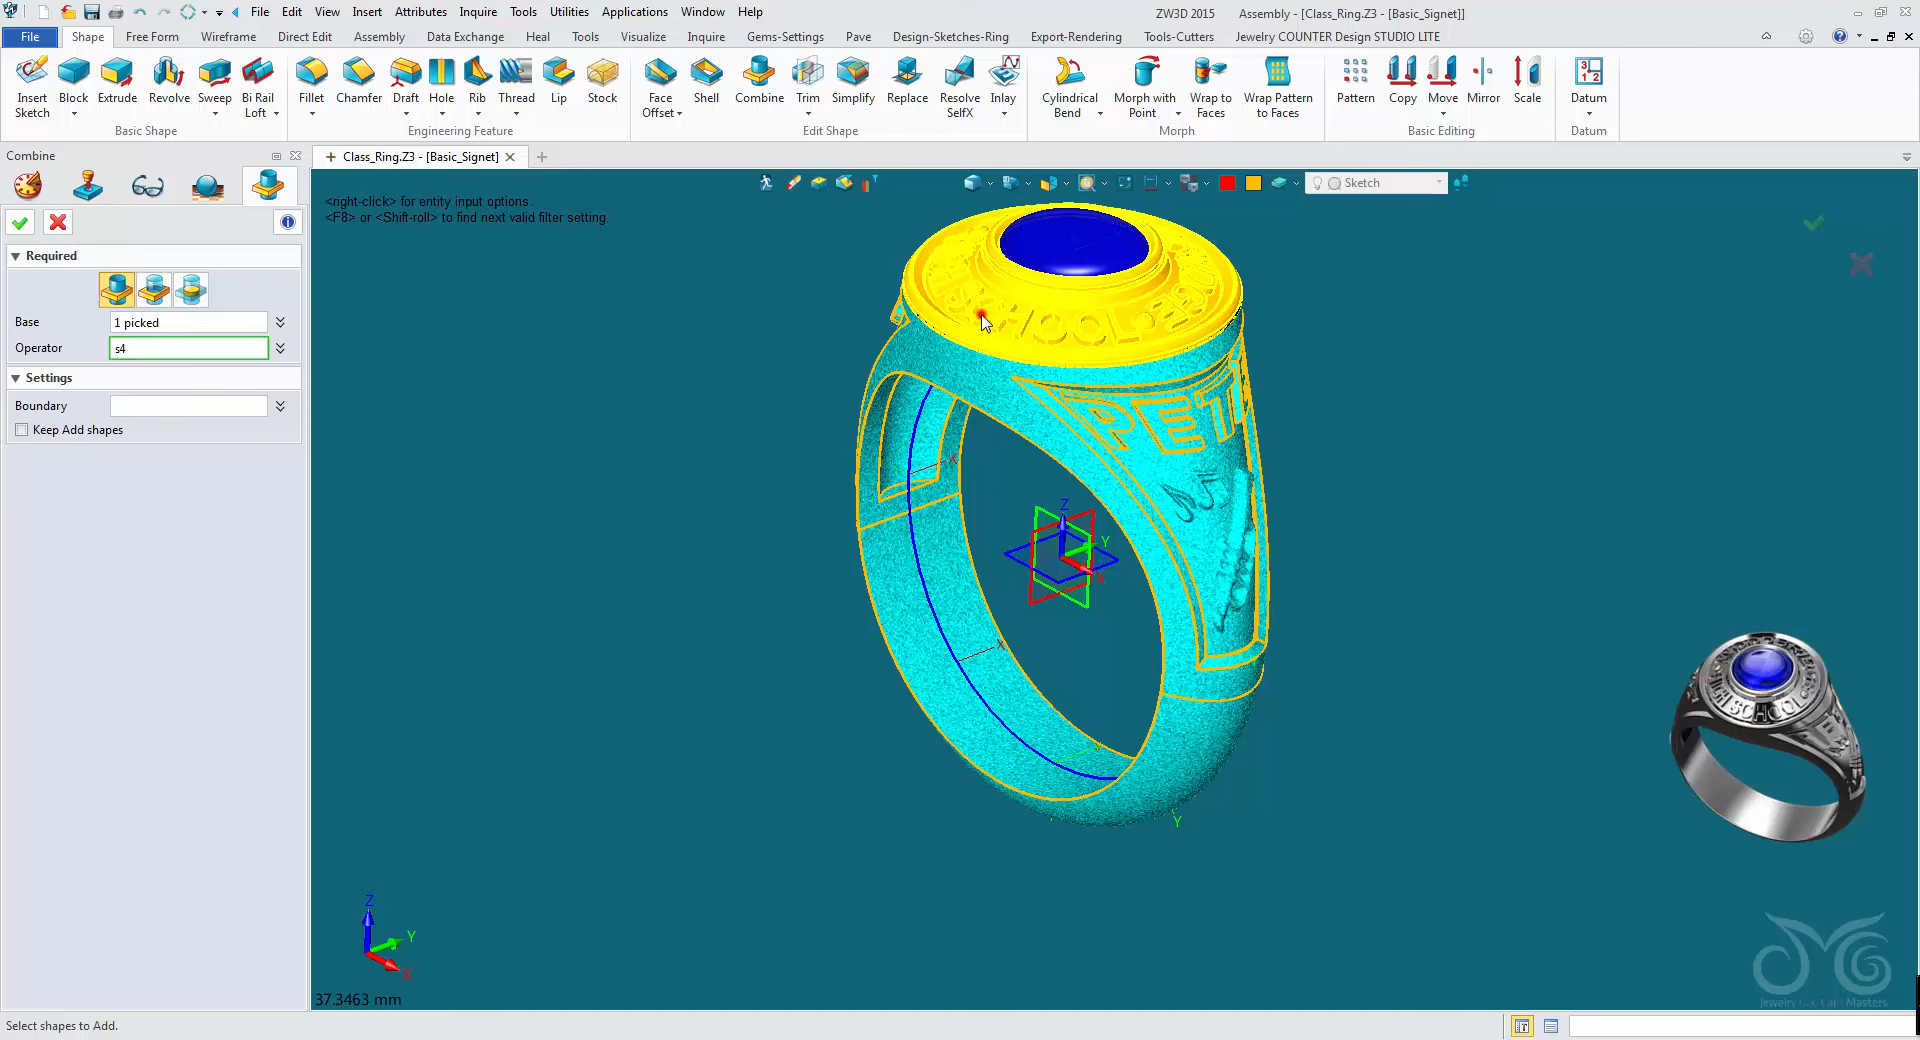 File Edit View Insert Attributes Inquire Tools Utilities Applications Window Help
ZW3D 2015 Assembly - [Class_Ring.Z3 - [Basic_Signet]]
File Shape Free Form Wireframe Direct Edit Assembly Data Exchange Heal Tools Visualize Inquire Gems-Settings Pave Design-Sketches-Ring Export-Rendering Tools-Cutters Jewelry COUNTER Design STUDIO LITE
Insert Sketch Block Extrude Revolve Sweep Bi Rail Loft Fillet Chamfer Draft Hole Rib Thread Lip Stock Face Offset Shell Combine Trim Simplify Replace Resolve SelfX Inlay Cylindrical Bend Morph with Point Wrap to Faces Wrap Pattern to Faces Pattern Copy Move Mirror Scale Datum
Basic Shape Engineering Feature Edit Shape Morph Basic Editing Datum
Combine
Class_Ring.Z3 - [Basic_Signet]
Sketch
<right-click> for entity input options.
<F8> or <Shift-roll> to find next valid filter setting.
Required
Base 1 picked
Operator s4
Settings
Boundary
Keep Add shapes
SCHOOL
X
X
Z
Y
X
Y
SCHOOL
Z
Y
X
37.3463 mm
Select shapes to Add.